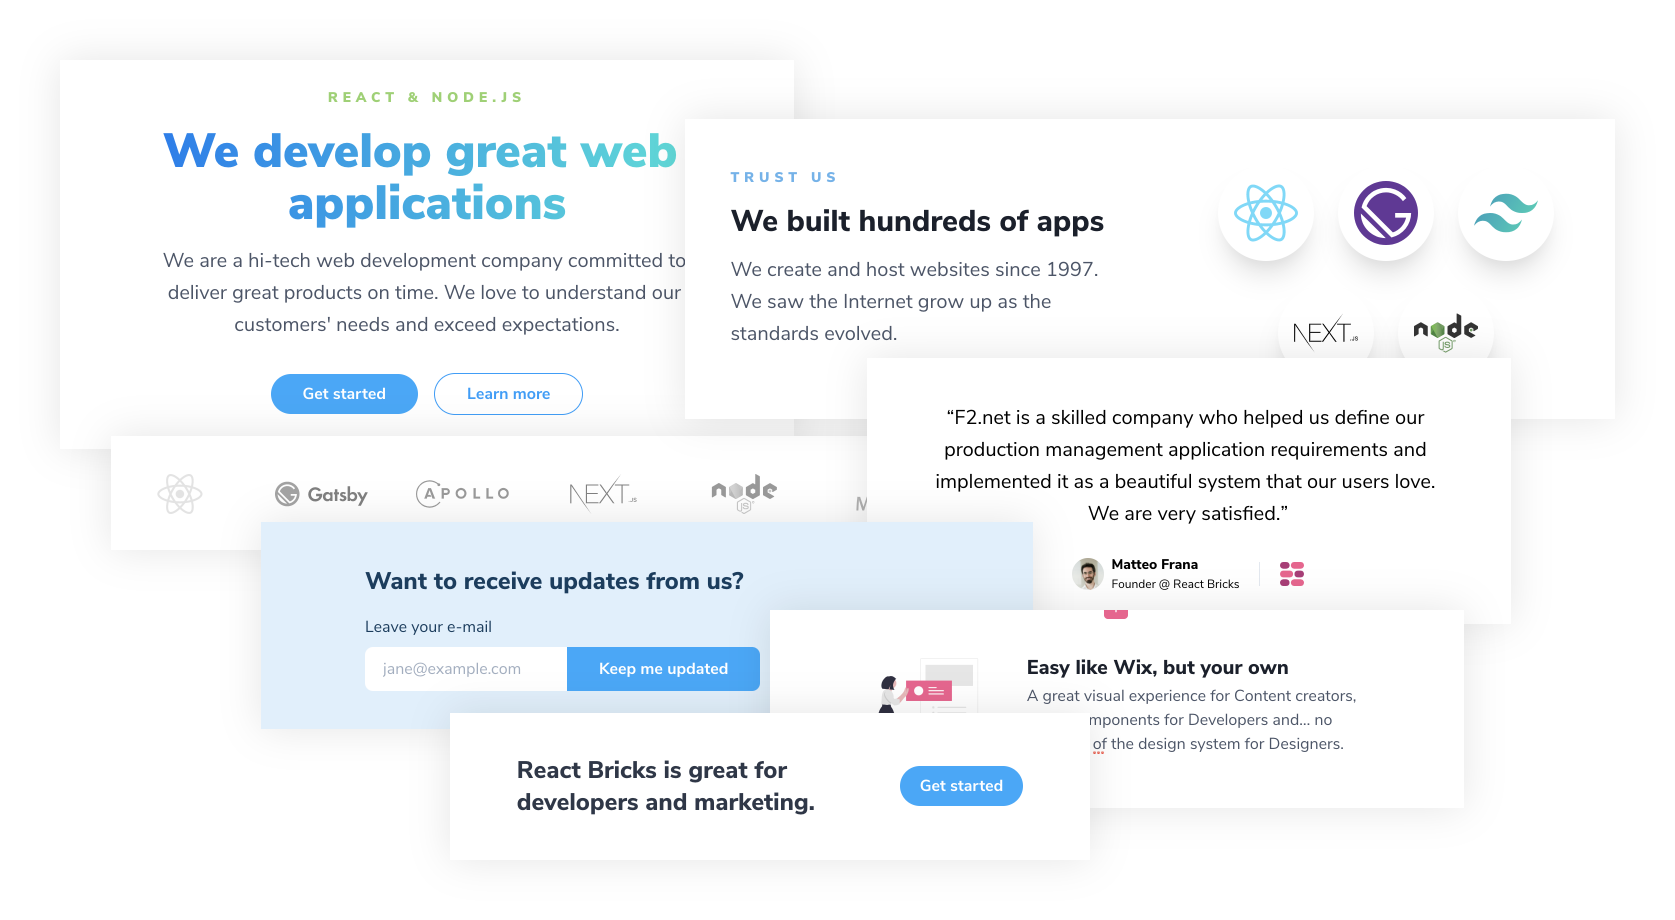 REACT & NODE.JS
We develop great web
applications
We are a hi-tech web development company committed to
deliver great products on time. We love to understand our
customers' needs and exceed expectations.
Get started
Learn more
TRUST US
We built hundreds of apps
We create and host websites since 1997.
We saw the Internet grow up as the
standards evolved.
NEXT.JS
node
JS
Gatsby
APOLLO
NEXT.JS
node
JS
“F2.net is a skilled company who helped us define our
production management application requirements and
implemented it as a beautiful system that our users love.
We are very satisfied.”
Matteo Frana
Founder @ React Bricks
Want to receive updates from us?
Leave your e-mail
jane@example.com
Keep me updated
Easy like Wix, but your own
A great visual experience for Content creators,
for Developers and... no
of the design system for Designers.
React Bricks is great for
developers and marketing.
Get started